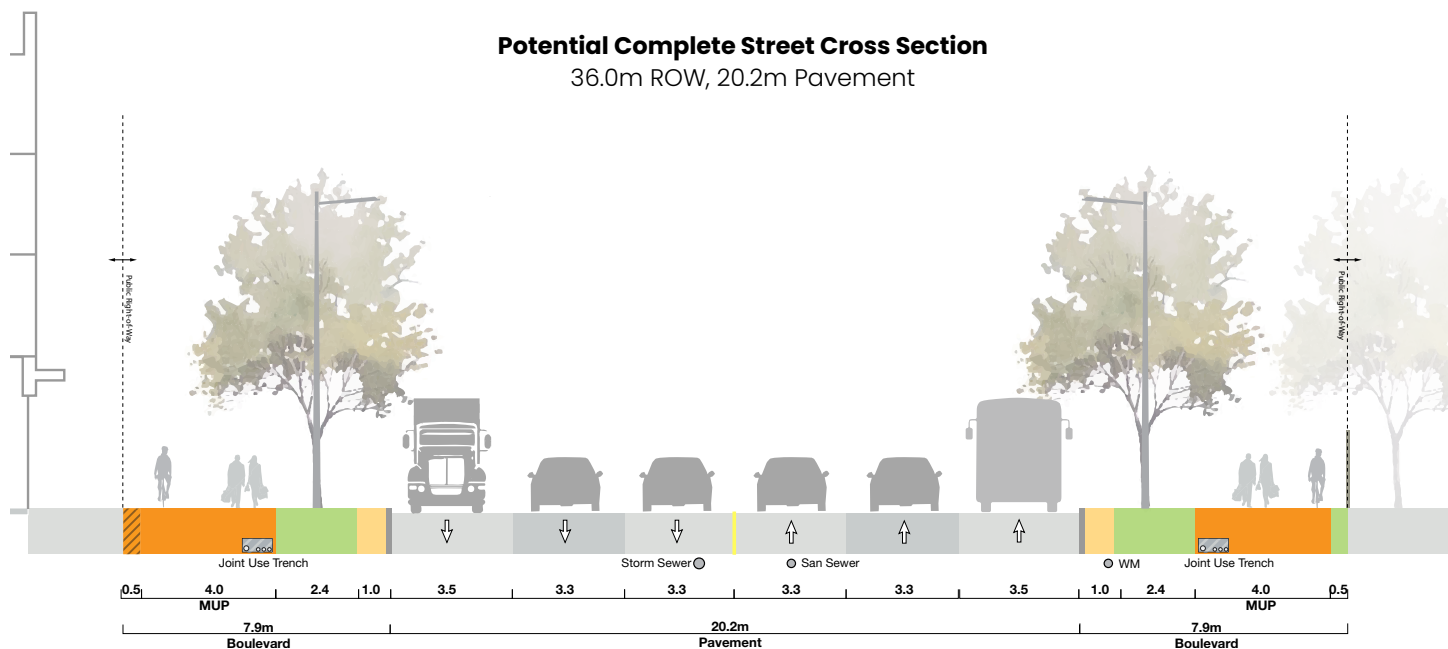 Potential Complete Street Cross Section
36.0m ROW, 20.2m Pavement
Public Right-of-Way
Public Right-of-Way
Joint Use Trench
Storm Sewer
San Sewer
WM
Joint Use Trench
0.5 4.0 2.4 1.0 3.5 3.3 3.3 3.3 3.3 3.5 1.0 2.4 4.0 0.5
MUP MUP
7.9m 20.2m 7.9m
Boulevard Pavement Boulevard